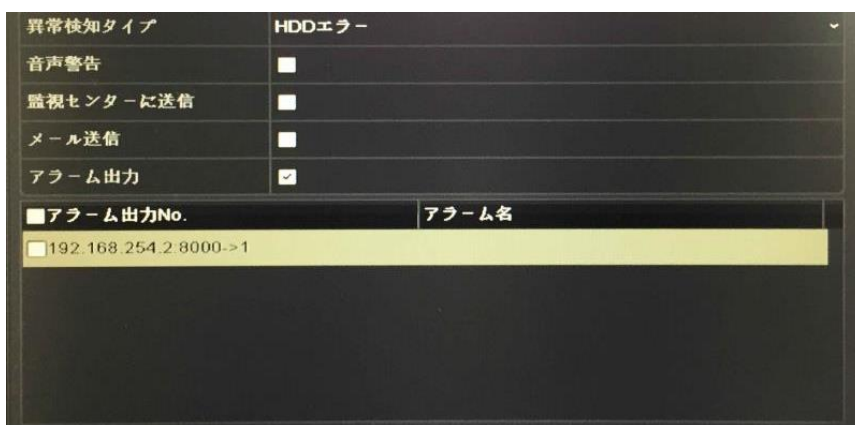 異常検知タイプ HDDエラー
音声警告
監視センターに送信
メール送信
アラーム出力
アラーム出力No. アラーム名
192.168.254.2:8000->1